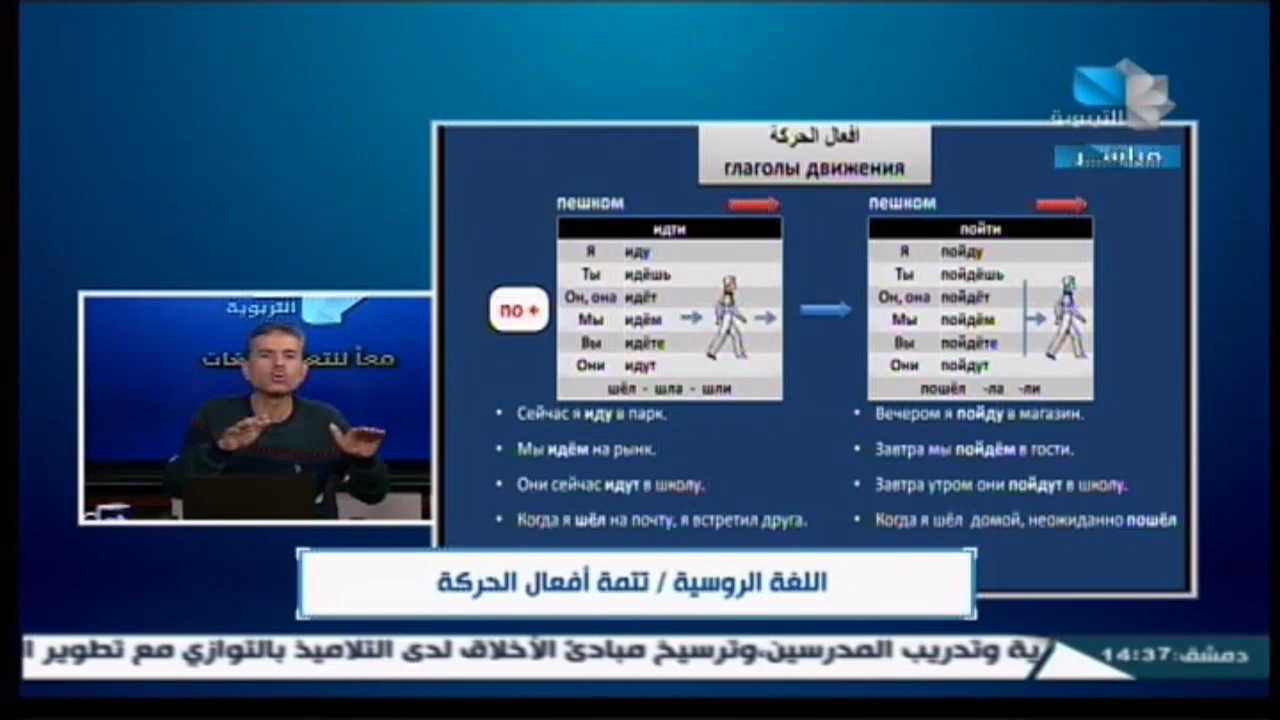 التربوية
مباشر
أفعال الحركة
глаголы движения
пешком
идти
Я иду
Ты идёшь
Он, она идёт
Мы идём
Вы идёте
Они идут
шёл - шла - шли
по +
пешком
пойти
Я пойду
Ты пойдёшь
Он, она пойдёт
Мы пойдём
Вы пойдёте
Они пойдут
пошёл -ла -ли
• Сейчас я иду в парк.
• Мы идём на рынк.
• Они сейчас идут в школу.
• Когда я шёл на почту, я встретил друга.
• Вечером я пойду в магазин.
• Завтра мы пойдём в гости.
• Завтра утром они пойдут в школу.
• Когда я шёл домой, неожиданно пошёл
التربوية
معاً
اللغة الروسية / تتمة أفعال الحركة
دمشق: 14:37
وتدريب المدرسين،وترسيخ مبادئ الأخلاق لدى التلاميذ بالتوازي مع تطوير